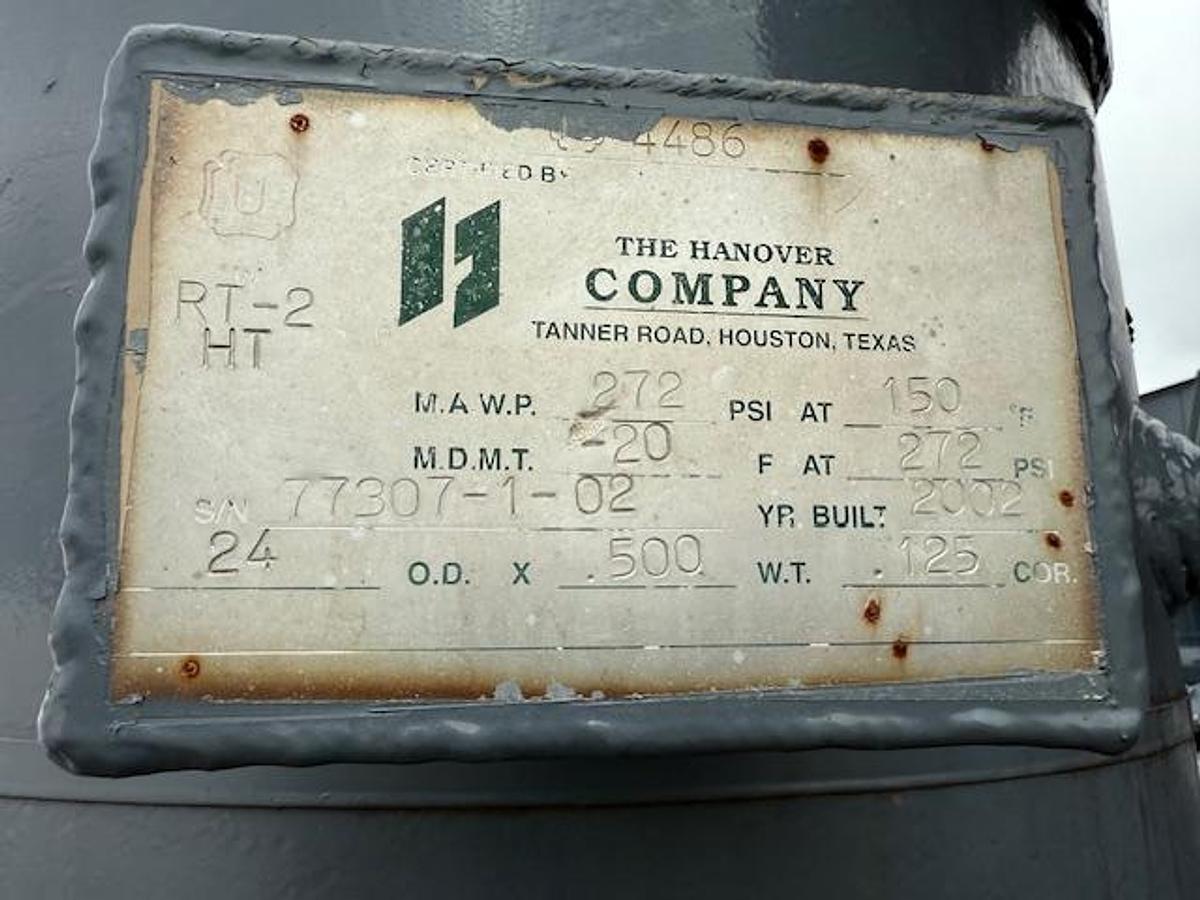 4486
U
THE HANOVER
COMPANY
RT-2
HT
TANNER ROAD, HOUSTON, TEXAS
M.A.W.P. 272 PSI AT 150 °F
M.D.M.T. -20 F AT 272 PSI
S/N 77307-1-02 YR. BUILT 2002
24 O.D. X .500 W.T. .125 COR.